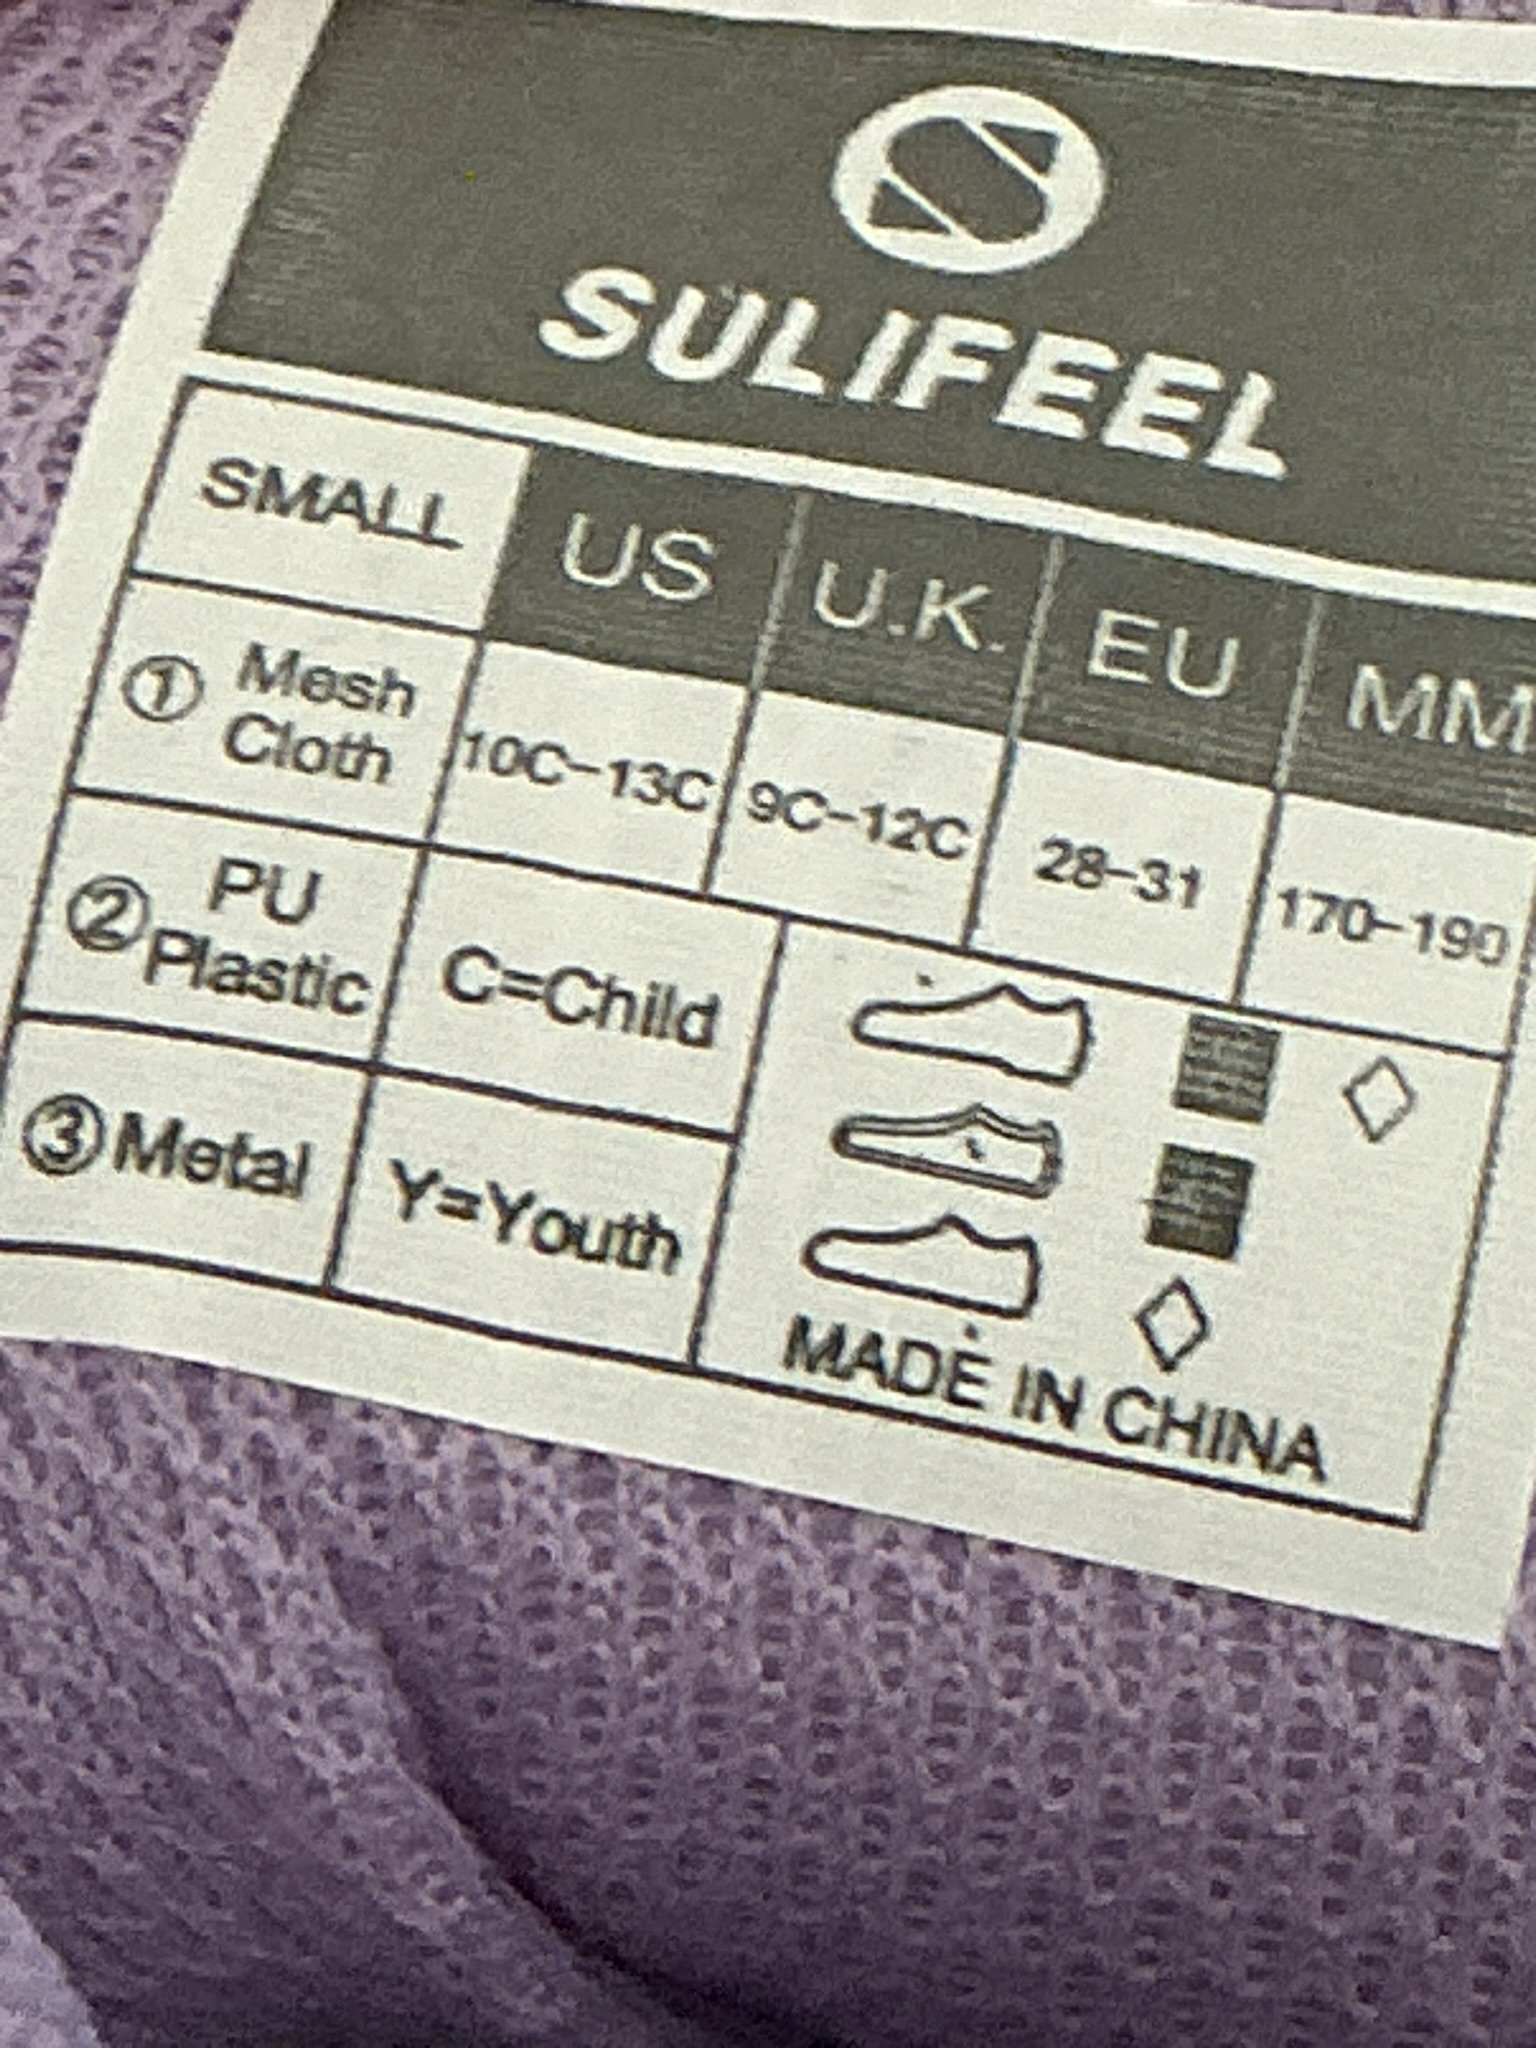 SULIFEEL
SMALL US U.K. EU MM
① Mesh Cloth 10C-13C 9C-12C 28-31 170-190
② PU Plastic C=Child
③ Metal Y=Youth
MADE IN CHINA